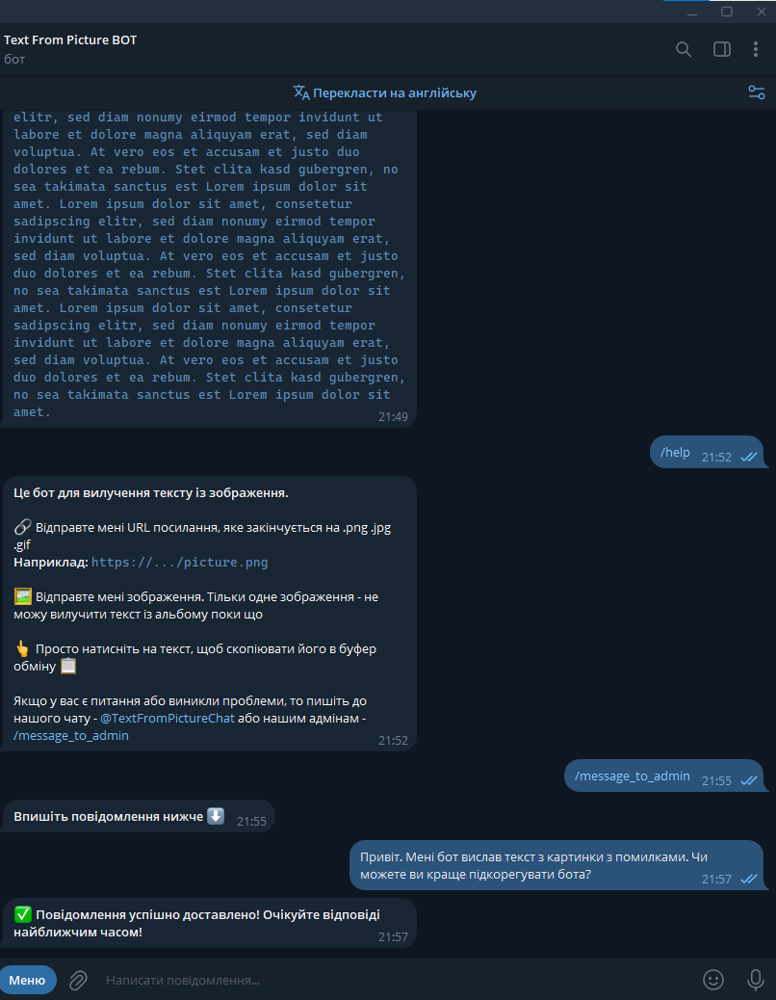 Text From Picture BOT
бот
Перекласти на англійську
elitr, sed diam nonumy eirmod tempor invidunt ut
labore et dolore magna aliquyam erat, sed diam
voluptua. At vero eos et accusam et justo duo
dolores et ea rebum. Stet clita kasd gubergren, no
sea takimata sanctus est Lorem ipsum dolor sit
amet. Lorem ipsum dolor sit amet, consetetur
sadipscing elitr, sed diam nonumy eirmod tempor
invidunt ut labore et dolore magna aliquyam erat,
sed diam voluptua. At vero eos et accusam et justo
duo dolores et ea rebum. Stet clita kasd gubergren,
no sea takimata sanctus est Lorem ipsum dolor sit
amet. Lorem ipsum dolor sit amet, consetetur
sadipscing elitr, sed diam nonumy eirmod tempor
invidunt ut labore et dolore magna aliquyam erat,
sed diam voluptua. At vero eos et accusam et justo
duo dolores et ea rebum. Stet clita kasd gubergren,
no sea takimata sanctus est Lorem ipsum dolor sit
amet.
21:49
/help 21:52
Це бот для вилучення тексту із зображення.
🔗 Відправте мені URL посилання, яке закінчується на .png .jpg
.gif
Наприклад: https://.../picture.png
🖼️ Відправте мені зображення. Тільки одне зображення - не
можу вилучити текст із альбому поки що
👆 Просто натисніть на текст, щоб скопіювати його в буфер
обміну 📋
Якщо у вас є питання або виникли проблеми, то пишіть до
нашого чату - @TextFromPictureChat або нашим адмінам -
/message_to_admin
21:52
/message_to_admin 21:55
Впишіть повідомлення нижче ⬇️ 21:55
Привіт. Мені бот вислав текст з картинки з помилками. Чи
можете ви краще підкорегувати бота?
21:57
✅ Повідомлення успішно доставлено! Очікуйте відповіді
найближчим часом!
21:57
Меню
Написати повідомлення...